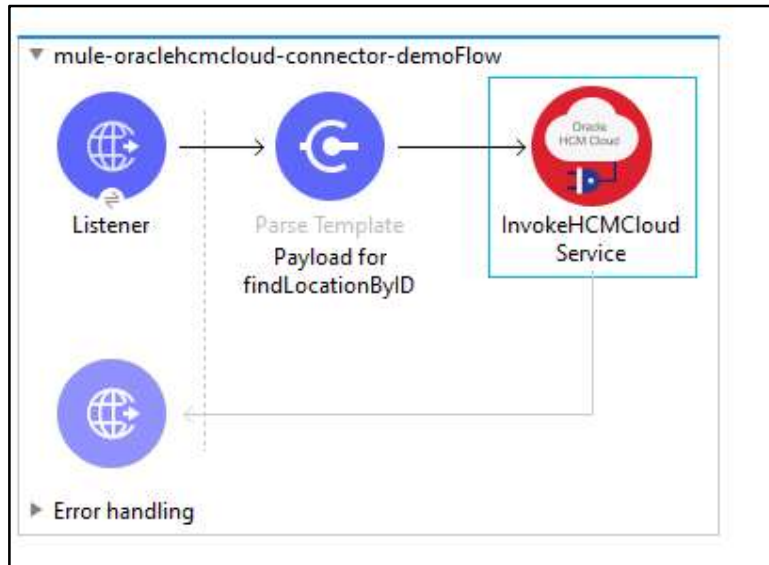 mule-oraclehcmcloud-connector-demoFlow
Oracle
HCM Cloud
Listener
Parse Template
Payload for
findLocationByID
InvokeHCMCloud
Service
Error handling